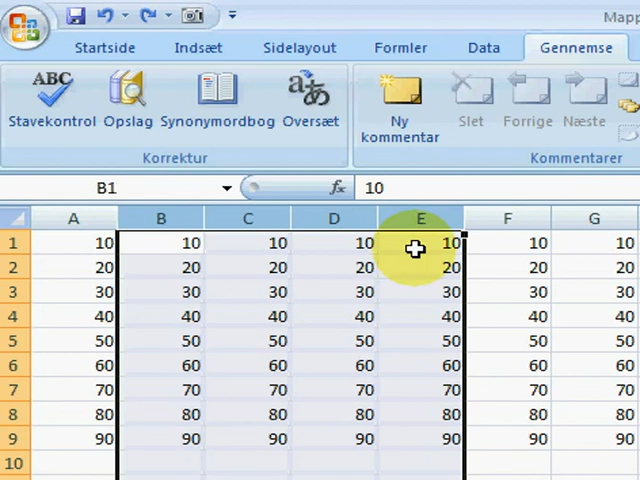 Mapp
Startside Indsæt Sidelayout Formler Data Gennemse
ABC
Stavekontrol Opslag Synonymordbog Oversæt Ny kommentar Slet Forrige Næste
Korrektur Kommentarer
B1 fx 10
A B C D E F G
1 10 10 10 10 10 10 10
2 20 20 20 20 20 20 20
3 30 30 30 30 30 30 30
4 40 40 40 40 40 40 40
5 50 50 50 50 50 50 50
6 60 60 60 60 60 60 60
7 70 70 70 70 70 70 70
8 80 80 80 80 80 80 80
9 90 90 90 90 90 90 90
10